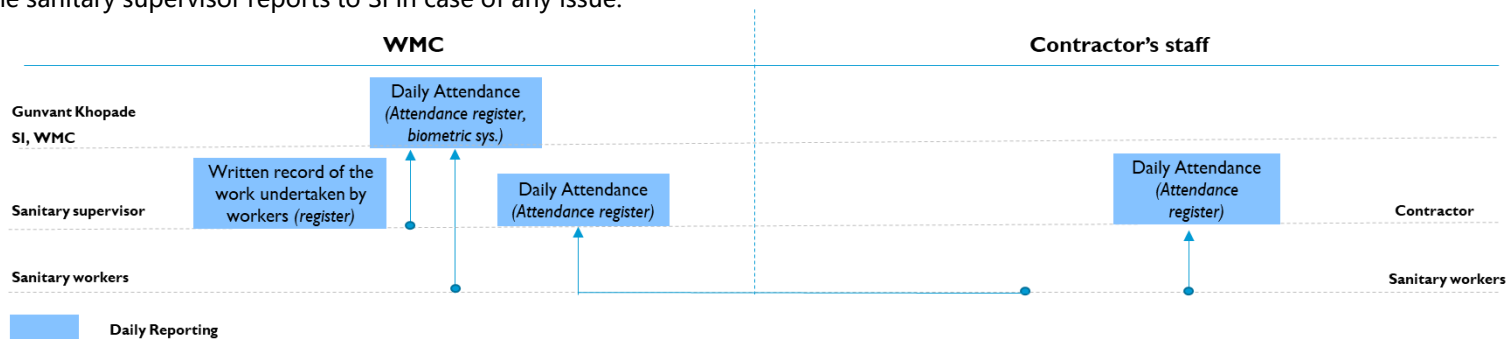 he sanitary supervisor reports to SI in case of any issue.
WMC
Contractor's staff
Gunvant Khopade
SI, WMC
Daily Attendance
(Attendance register,
biometric sys.)
Written record of the
work undertaken by
workers (register)
Daily Attendance
(Attendance register)
Daily Attendance
(Attendance
register)
Sanitary supervisor
Contractor
Sanitary workers
Sanitary workers
Daily Reporting